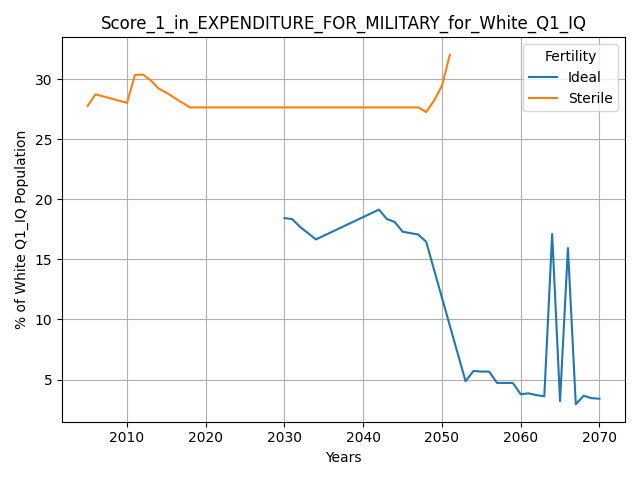 Score_1_in_EXPENDITURE_FOR_MILITARY_for_White_Q1_IQ
Fertility
Ideal
Sterile
% of White Q1_IQ Population
30
25
20
15
10
5
2010 2020 2030 2040 2050 2060 2070
Years